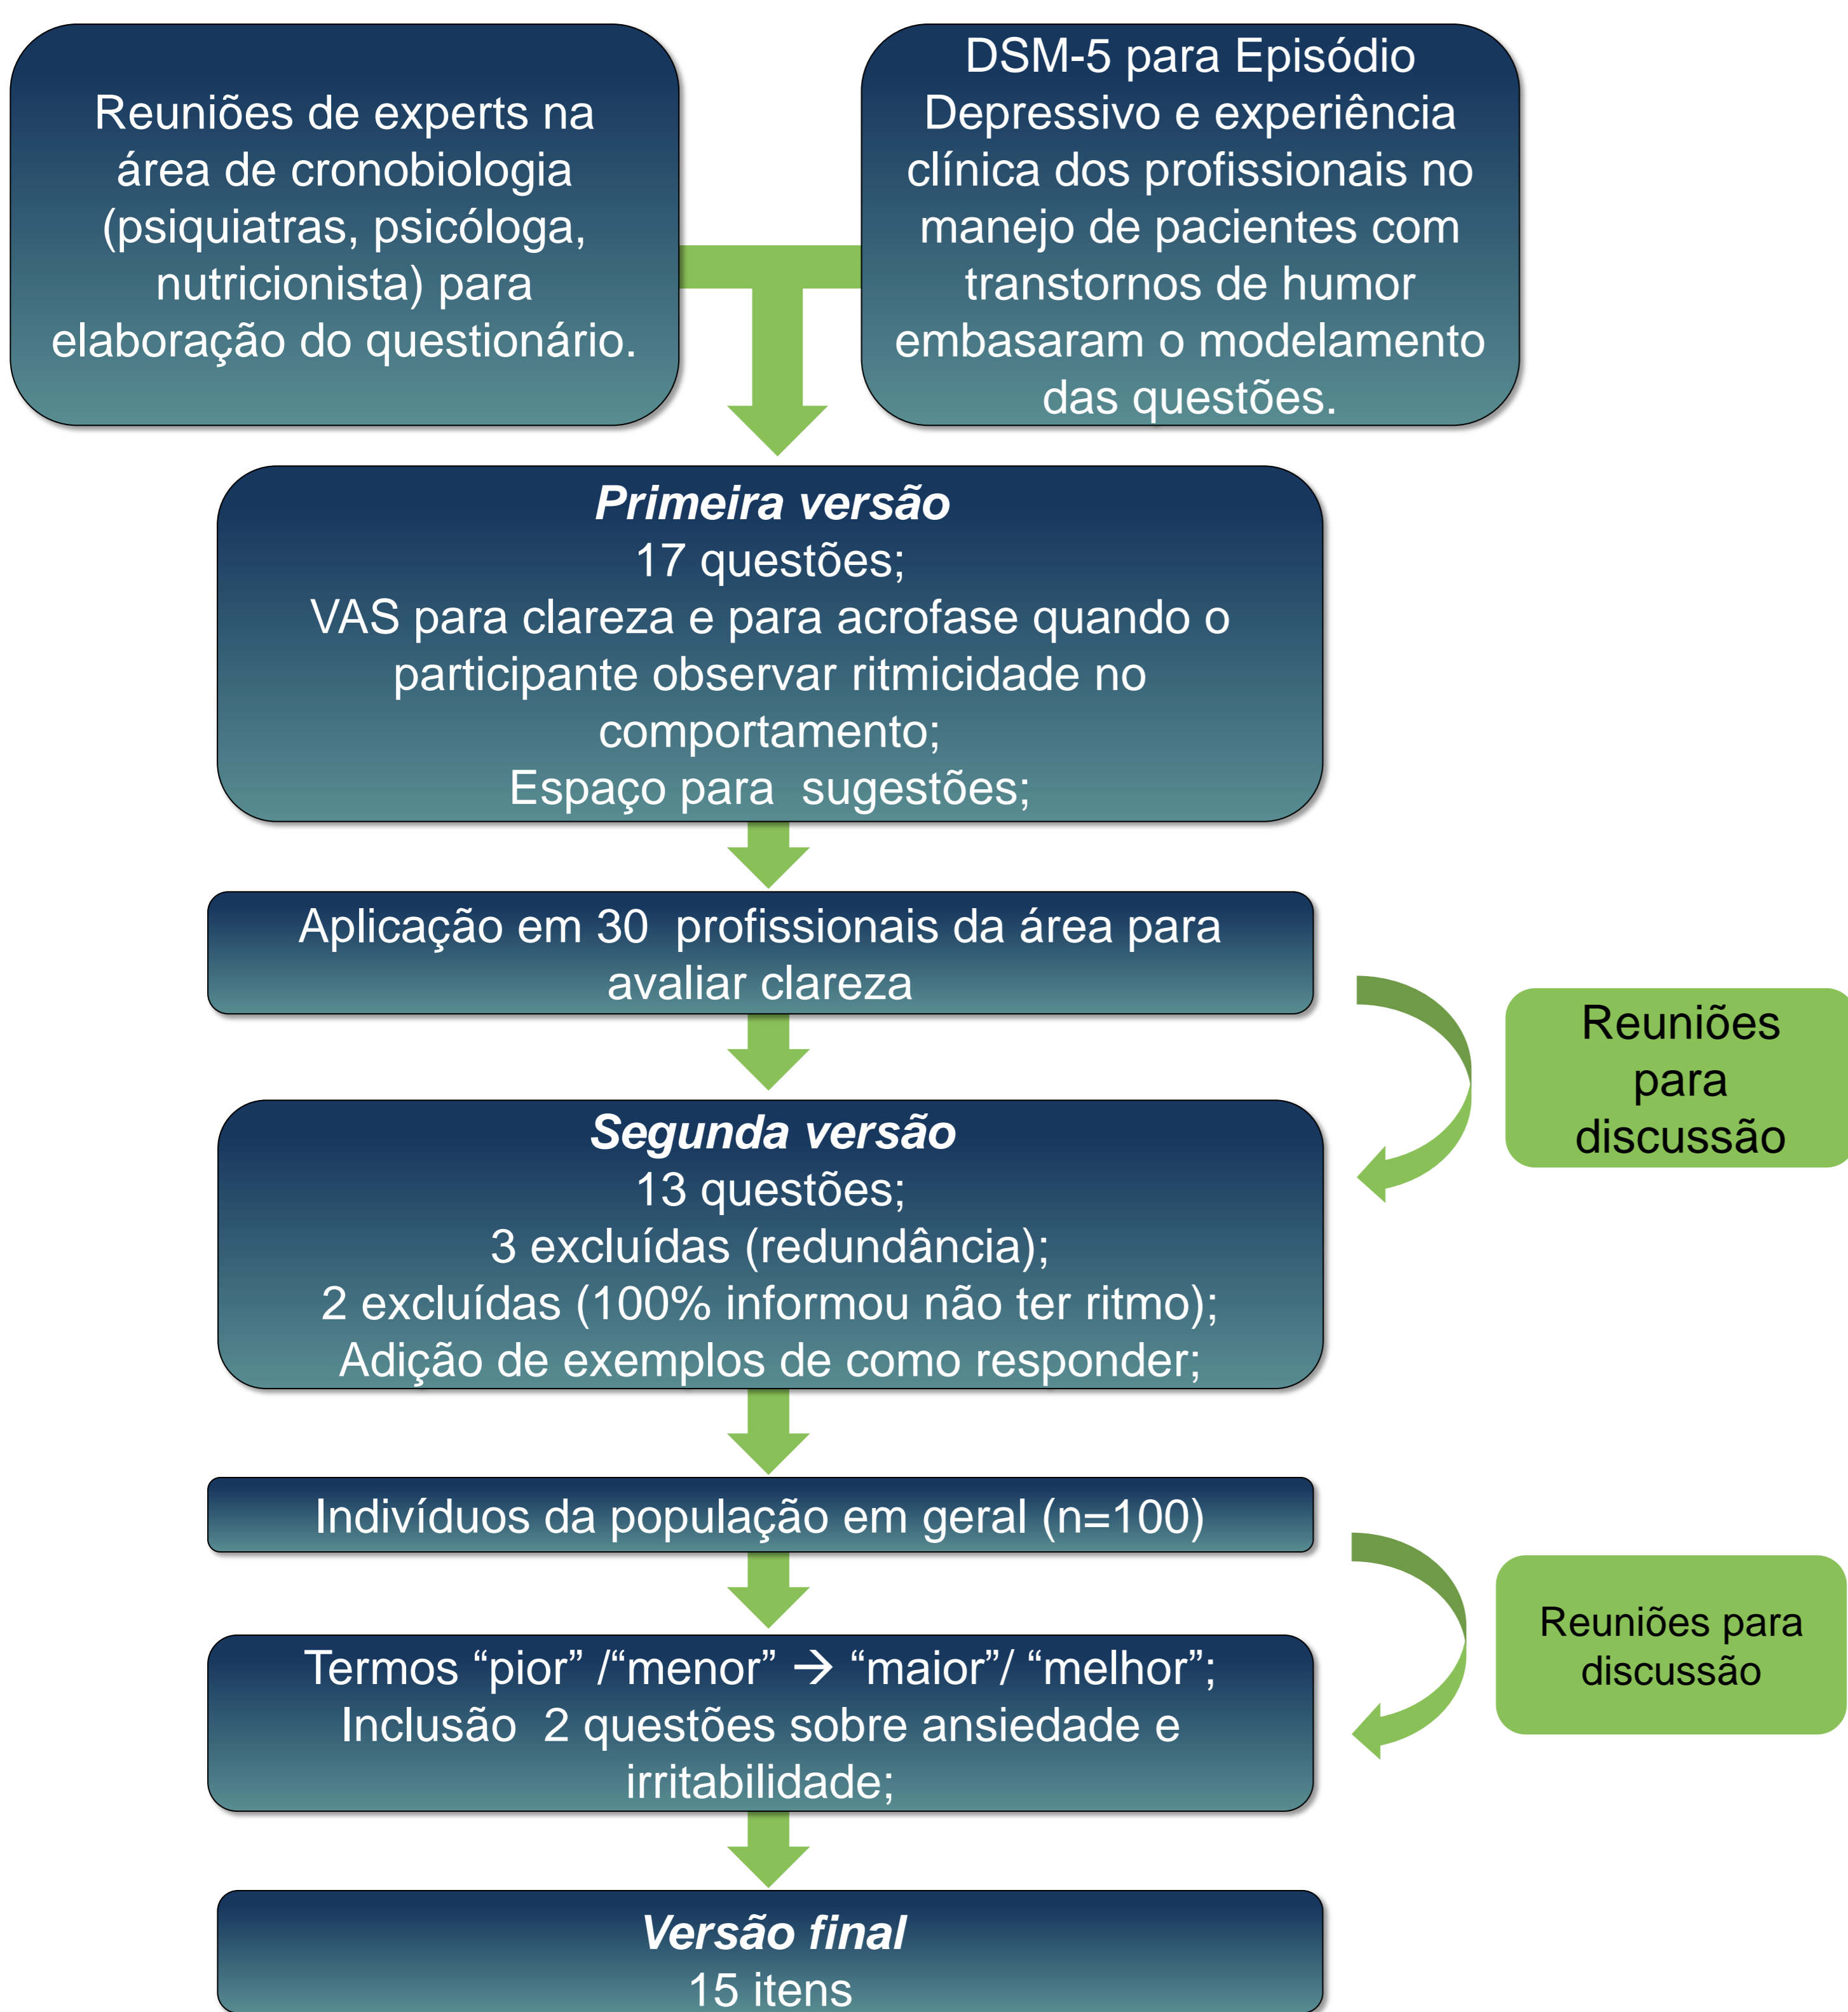 Reuniões de experts na
área de cronobiologia
(psiquiatras, psicóloga,
nutricionista) para
elaboração do questionário.
DSM-5 para Episódio
Depressivo e experiência
clínica dos profissionais no
manejo de pacientes com
transtornos de humor
embasaram o modelamento
das questões.
Primeira versão
17 questões;
VAS para clareza e para acrofase quando o
participante observar ritmicidade no
comportamento;
Espaço para sugestões;
Aplicação em 30 profissionais da área para
avaliar clareza
Reuniões
para
discussão
Segunda versão
13 questões;
3 excluídas (redundância);
2 excluídas (100% informou não ter ritmo);
Adição de exemplos de como responder;
Indivíduos da população em geral (n=100)
Reuniões para
discussão
Termos “pior” /“menor” → “maior”/ “melhor”;
Inclusão 2 questões sobre ansiedade e
irritabilidade;
Versão final
15 itens